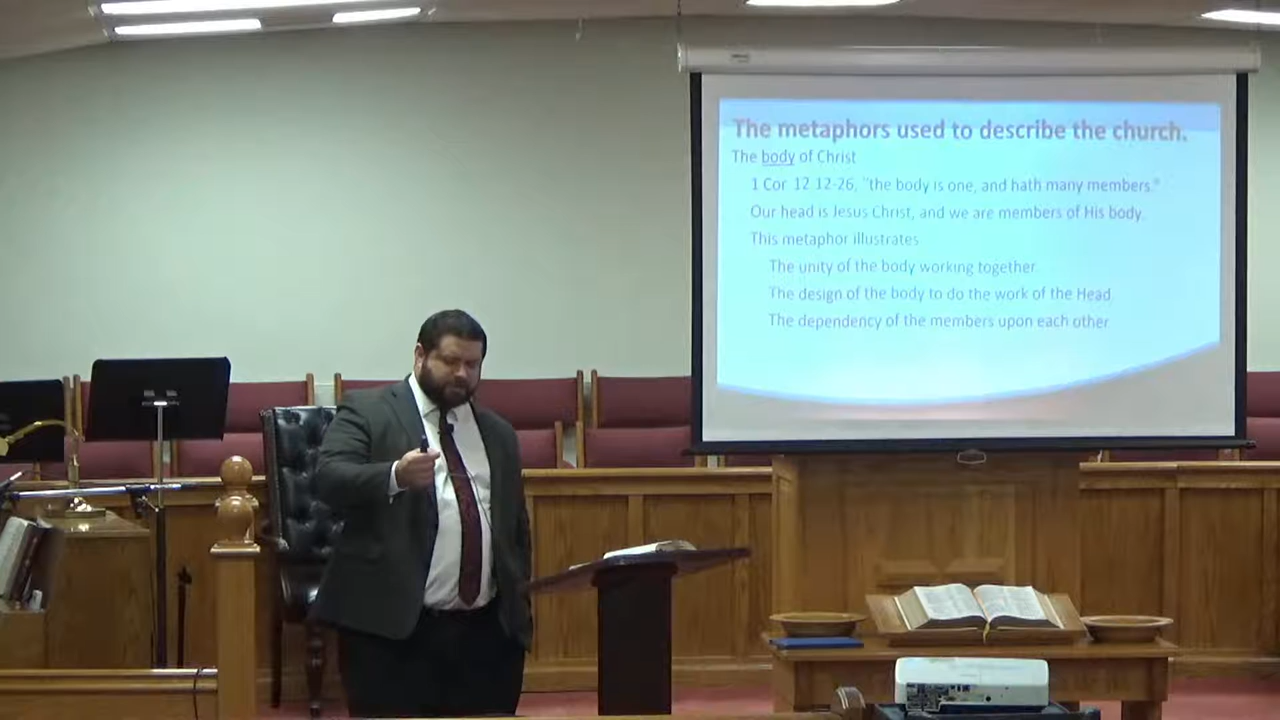 The metaphors used to describe the church.
The body of Christ
1 Cor 12 12-26, "the body is one, and hath many members."
Our head is Jesus Christ, and we are members of His body.
This metaphor illustrates
The unity of the body working together
The design of the body to do the work of the Head.
The dependency of the members upon each other